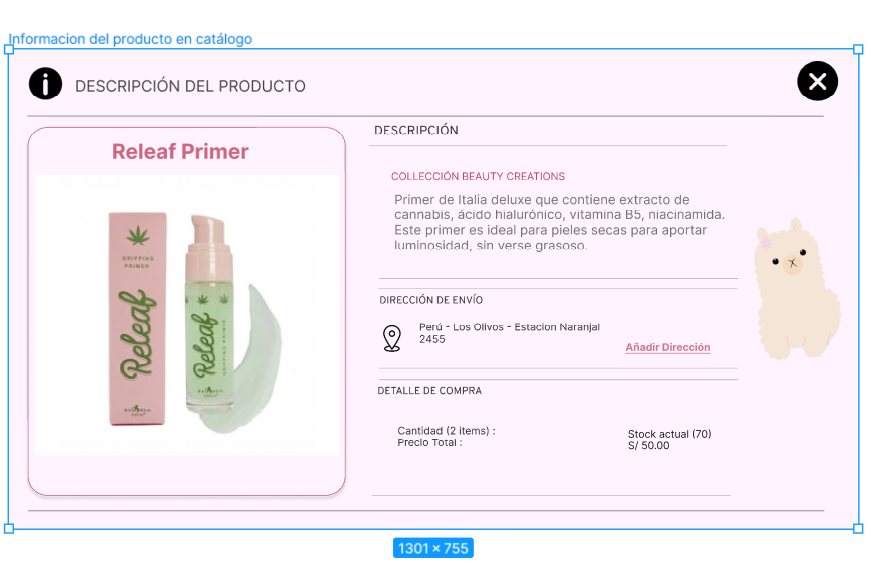 Informacion del producto en catálogo
DESCRIPCIÓN DEL PRODUCTO
Releaf Primer
GRIPPING
PRIMER
Releaf
Releaf
GRIPPING PRIMER
DESCRIPCIÓN
COLLECCIÓN BEAUTY CREATIONS
Primer de Italia deluxe que contiene extracto de
cannabis, ácido hialurónico, vitamina B5, niacinamida.
Este primer es ideal para pieles secas para aportar
luminosidad, sin verse grasoso.
DIRECCIÓN DE ENVÍO
Perú - Los Olivos - Estacion Naranjal
2455
Añadir Dirección
DETALLE DE COMPRA
Cantidad (2 items) :
Stock actual (70)
Precio Total :
S/ 50.00
1301 × 755